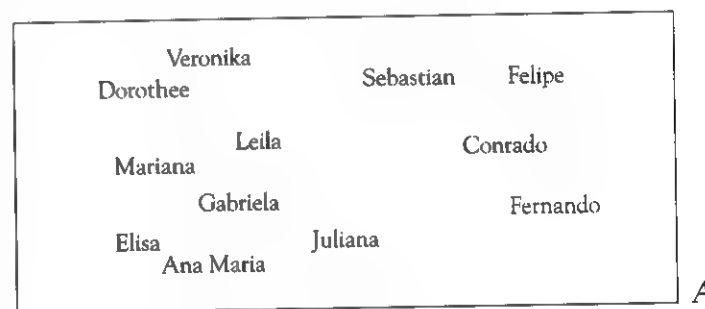 Veronika
Dorothee
Sebastian
Felipe
Leila
Conrado
Mariana
Gabriela
Fernando
Elisa
Juliana
Ana Maria
A